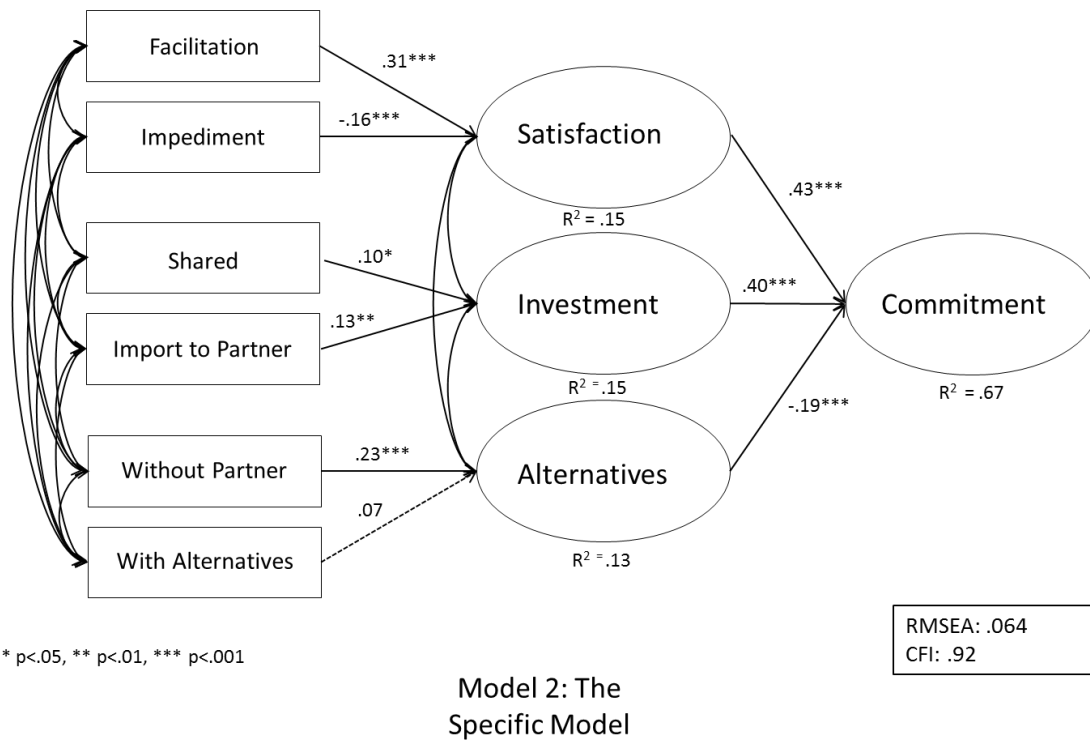 Facilitation
.31***
Impediment
-.16***
Satisfaction
R² = .15
.43***
Shared
.10*
Import to Partner
.13**
Investment
R² = .15
.40***
Commitment
R² = .67
Without Partner
.23***
With Alternatives
.07
Alternatives
R² = .13
-.19***
* p<.05, ** p<.01, *** p<.001
RMSEA: .064
CFI: .92
Model 2: The
Specific Model